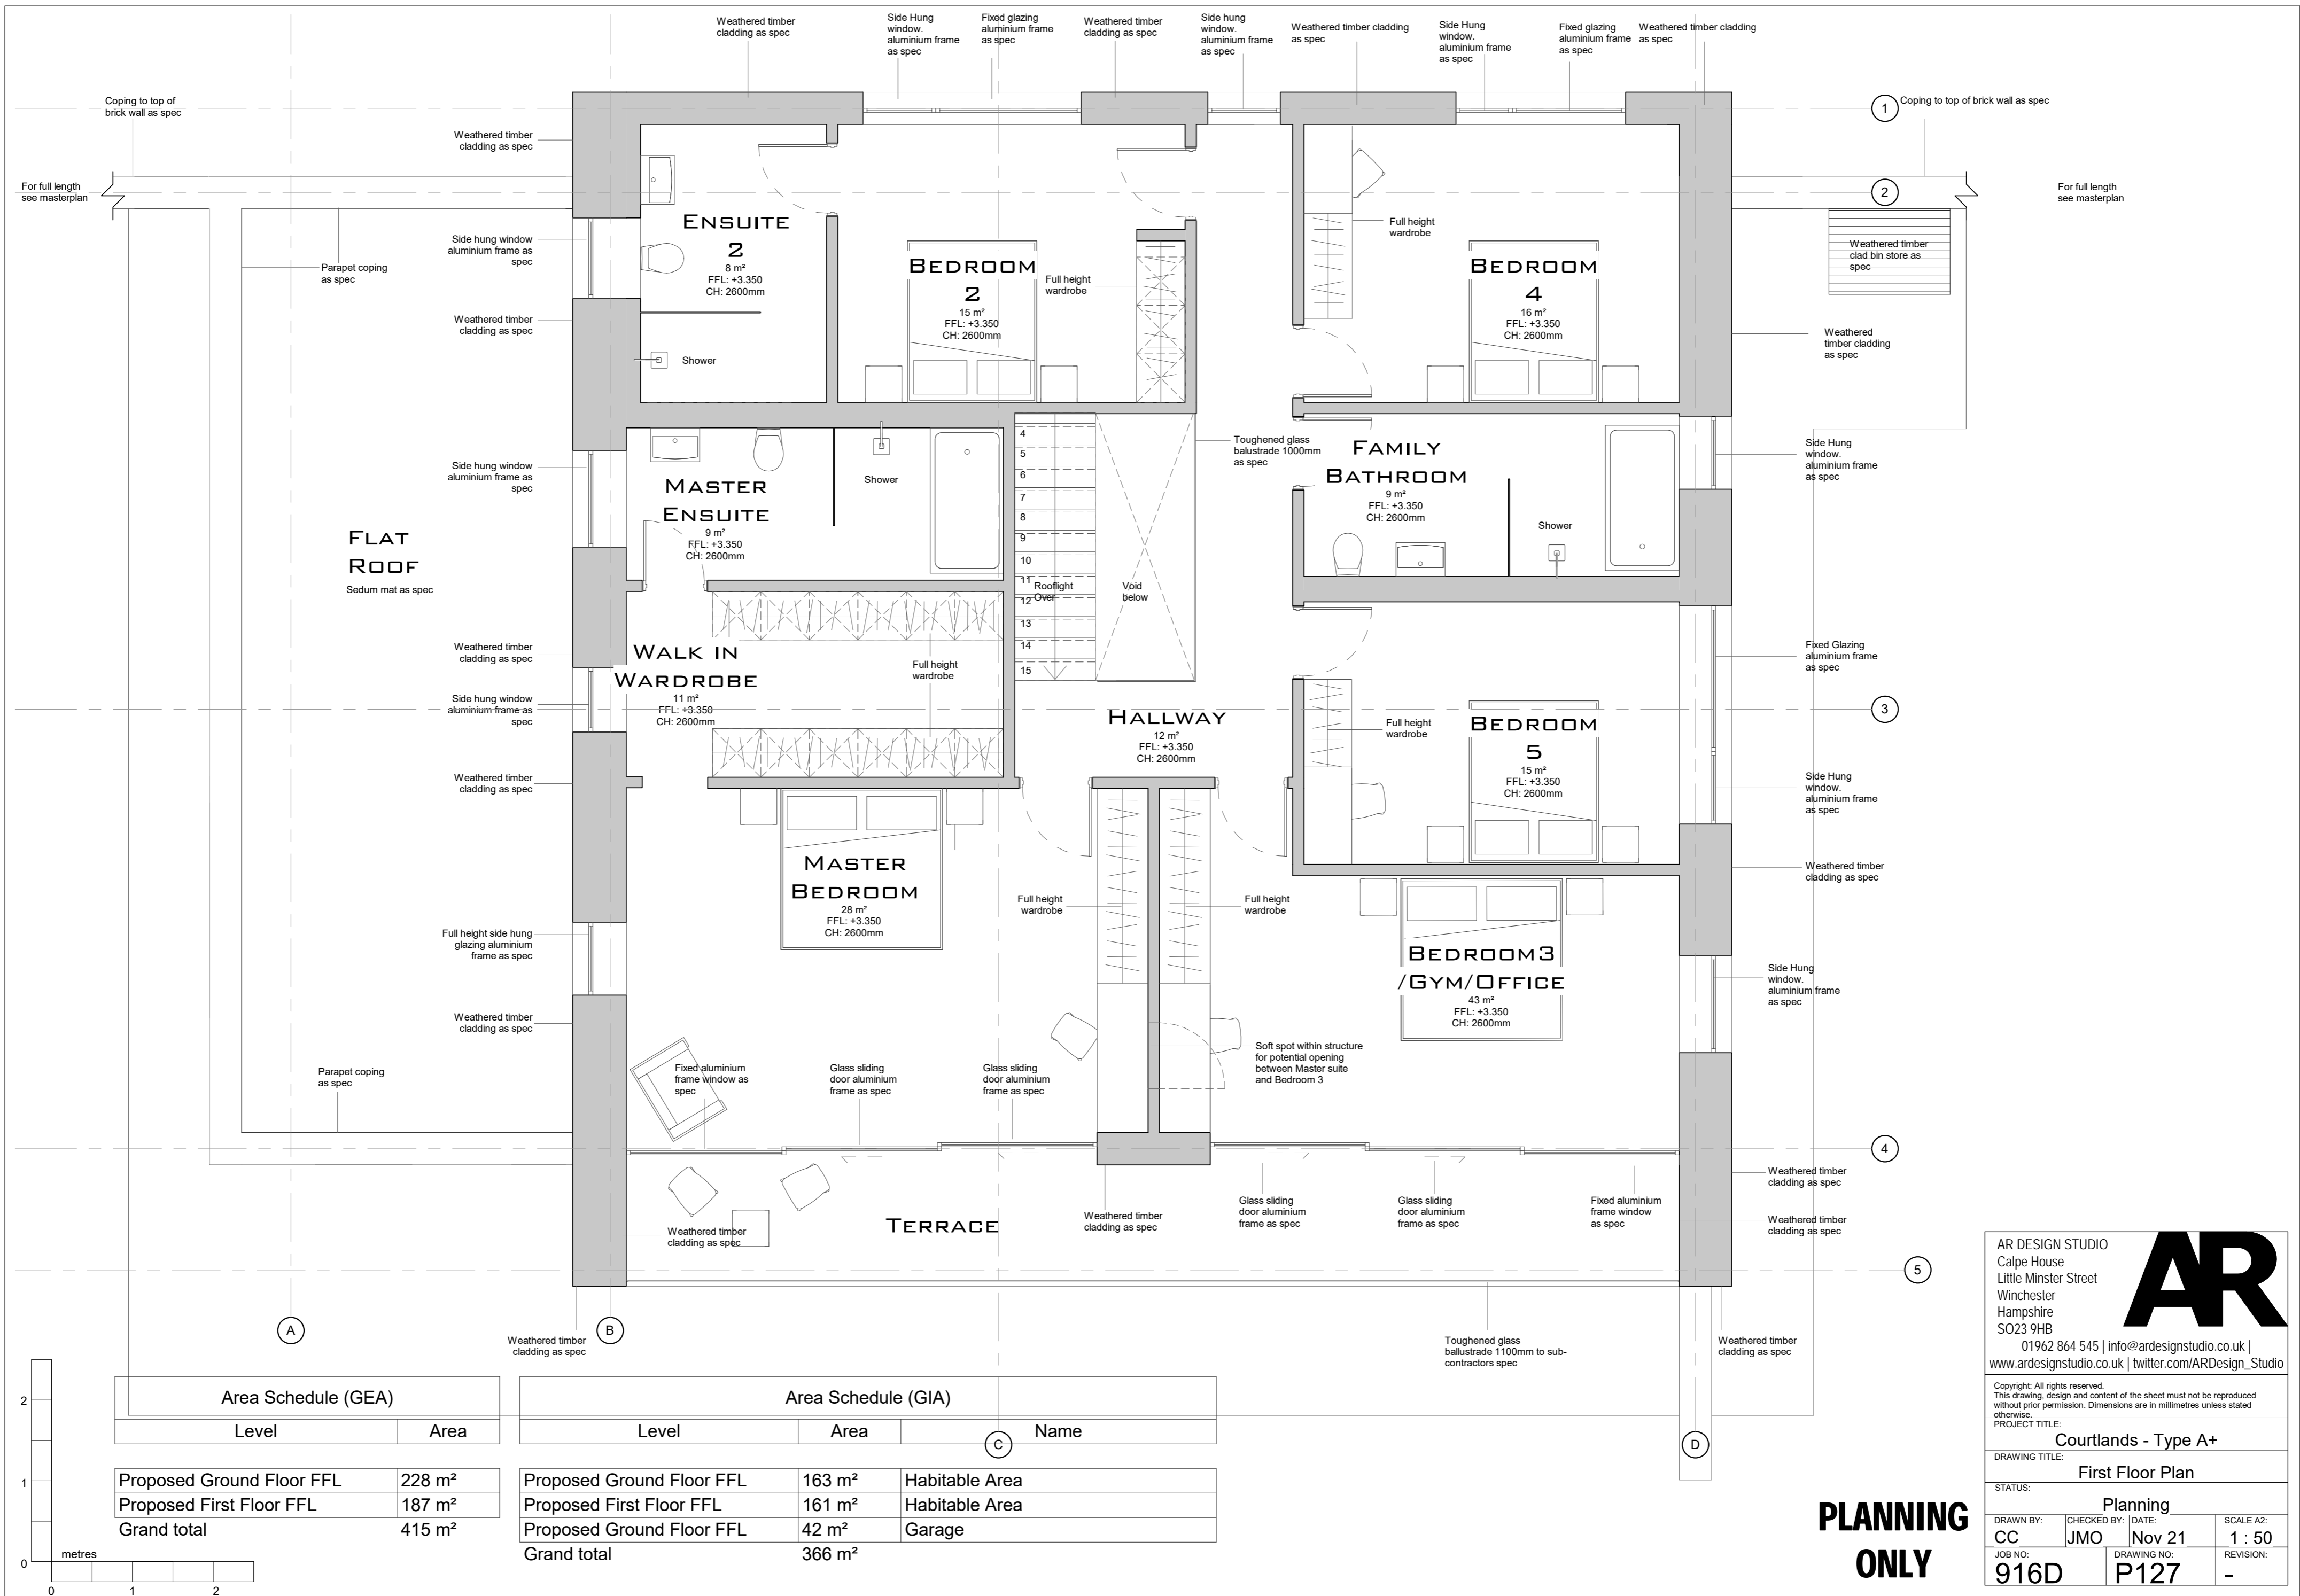 Weathered timber
cladding as spec
Side Hung
window.
aluminium frame
as spec
Fixed glazing
aluminium frame
as spec
Weathered timber
cladding as spec
Side hung
window.
aluminium frame
as spec
Weathered timber cladding
as spec
Side Hung
window.
aluminium frame
as spec
Fixed glazing
aluminium frame
as spec
Weathered timber cladding
as spec
Coping to top of
brick wall as spec
1
Coping to top of brick wall as spec
Weathered timber
cladding as spec
For full length
see masterplan
2
For full length
see masterplan
Side hung window
aluminium frame as
spec
Parapet coping
as spec
Weathered timber
cladding as spec
ENSUITE
2
8 m²
FFL: +3.350
CH: 2600mm
Shower
BEDROOM
2
15 m²
FFL: +3.350
CH: 2600mm
Full height
wardrobe
Full height
wardrobe
BEDROOM
4
16 m²
FFL: +3.350
CH: 2600mm
Weathered timber
clad bin store as
spec
Weathered
timber cladding
as spec
Side hung window
aluminium frame as
spec
FLAT
ROOF
Sedum mat as spec
MASTER
ENSUITE
9 m²
FFL: +3.350
CH: 2600mm
Shower
4
5
6
7
8
9
10
11
12
13
14
15
Rooflight
Over
Void
below
Toughened glass
balustrade 1000mm
as spec
FAMILY
BATHROOM
9 m²
FFL: +3.350
CH: 2600mm
Shower
Side Hung
window.
aluminium frame
as spec
Weathered timber
cladding as spec
Side hung window
aluminium frame as
spec
Weathered timber
cladding as spec
WALK IN
WARDROBE
11 m²
FFL: +3.350
CH: 2600mm
Full height
wardrobe
HALLWAY
12 m²
FFL: +3.350
CH: 2600mm
Full height
wardrobe
BEDROOM
5
15 m²
FFL: +3.350
CH: 2600mm
Fixed Glazing
aluminium frame
as spec
3
Side Hung
window.
aluminium frame
as spec
Weathered timber
cladding as spec
Full height side hung
glazing aluminium
frame as spec
Weathered timber
cladding as spec
Parapet coping
as spec
MASTER
BEDROOM
28 m²
FFL: +3.350
CH: 2600mm
Full height
wardrobe
Full height
wardrobe
BEDROOM3
/GYM/OFFICE
43 m²
FFL: +3.350
CH: 2600mm
Side Hung
window.
aluminium frame
as spec
Fixed aluminium
frame window as
spec
Glass sliding
door aluminium
frame as spec
Glass sliding
door aluminium
frame as spec
Soft spot within structure
for potential opening
between Master suite
and Bedroom 3
4
Weathered timber
cladding as spec
TERRACE
Weathered timber
cladding as spec
Glass sliding
door aluminium
frame as spec
Glass sliding
door aluminium
frame as spec
Fixed aluminium
frame window
as spec
Weathered timber
cladding as spec
Weathered timber
cladding as spec
5
A
B
Weathered timber
cladding as spec
Toughened glass
ballustrade 1100mm to sub-
contractors spec
Weathered timber
cladding as spec
C
D
2
1
0
metres
0 1 2
Area Schedule (GEA)
Level Area
Proposed Ground Floor FFL 228 m²
Proposed First Floor FFL 187 m²
Grand total 415 m²
Area Schedule (GIA)
Level Area Name
Proposed Ground Floor FFL 163 m² Habitable Area
Proposed First Floor FFL 161 m² Habitable Area
Proposed Ground Floor FFL 42 m² Garage
Grand total 366 m²
PLANNING
ONLY
AR DESIGN STUDIO
Calpe House
Little Minster Street
Winchester
Hampshire
SO23 9HB
AR
01962 864 545 | info@ardesignstudio.co.uk |
www.ardesignstudio.co.uk | twitter.com/ARDesign_Studio
Copyright: All rights reserved.
This drawing, design and content of the sheet must not be reproduced
without prior permission. Dimensions are in millimetres unless stated
otherwise.
PROJECT TITLE:
Courtlands - Type A+
DRAWING TITLE:
First Floor Plan
STATUS:
Planning
DRAWN BY: CHECKED BY: DATE: SCALE A2:
CC JMO Nov 21 1 : 50
JOB NO: DRAWING NO: REVISION:
916D P127 -